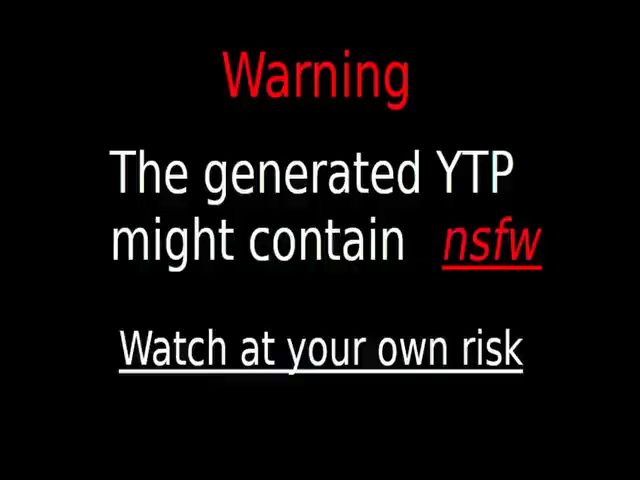 Warning
The generated YTP
might contain nsfw
Watch at your own risk